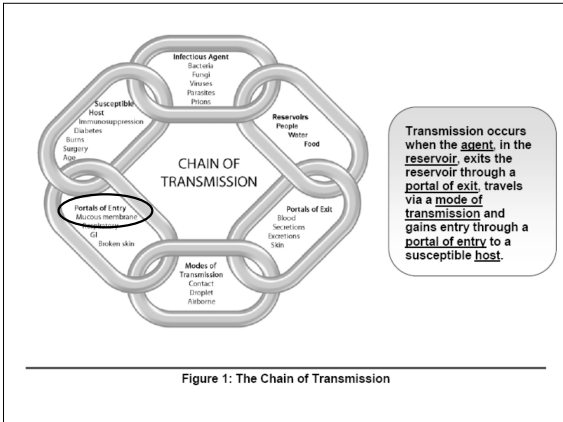 Infectious Agent
Bacteria
Fungi
Viruses
Parasites
Prions
Susceptible
Host
Immunosuppression
Diabetes
Burns
Surgery
Age
Reservoirs
People
Water
Food
CHAIN OF
TRANSMISSION
Portals of Entry
Mucous membrane
Respiratory
GI
Broken skin
Portals of Exit
Blood
Secretions
Excretions
Skin
Modes of
Transmission
Contact
Droplet
Airborne
Transmission occurs
when the agent, in the
reservoir, exits the
reservoir through a
portal of exit, travels
via a mode of
transmission and
gains entry through a
portal of entry to a
susceptible host.
Figure 1: The Chain of Transmission